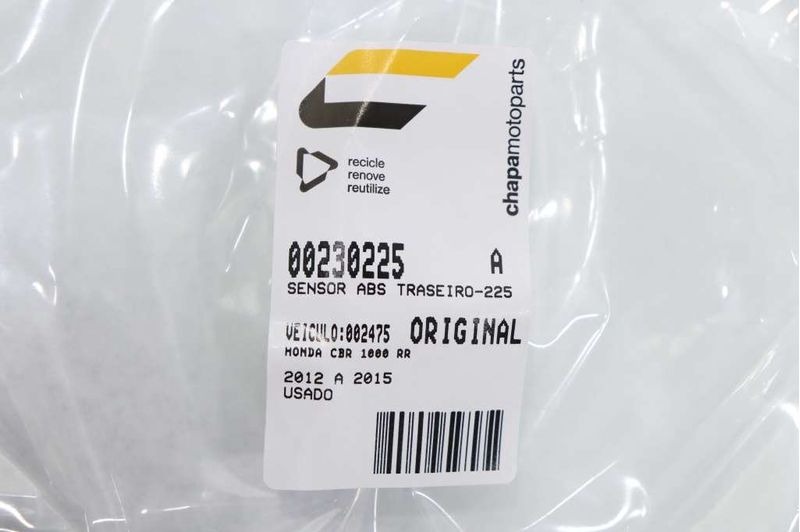 chapamotoparts
recicle
renove
reutilize
00230225 A
SENSOR ABS TRASEIRO-225
VEICULO:002475 ORIGINAL
HONDA CBR 1000 RR
2012 A 2015
USADO